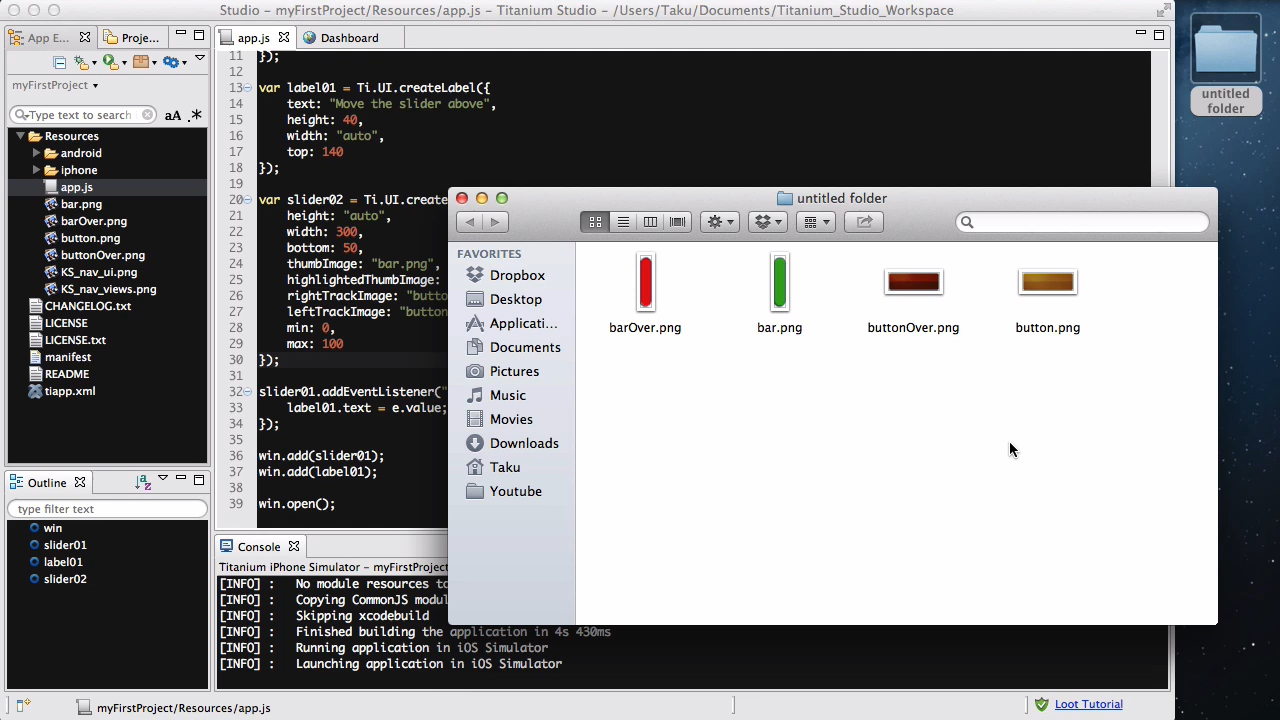 Studio - myFirstProject/Resources/app.js - Titanium Studio - /Users/Taku/Documents/Titanium_Studio_Workspace
App E...
Proje...
myFirstProject
Type text to search
aA .*
Resources
android
iphone
app.js
bar.png
barOver.png
button.png
buttonOver.png
KS_nav_ui.png
KS_nav_views.png
CHANGELOG.txt
LICENSE
LICENSE.txt
manifest
README
tiapp.xml
Outline
type filter text
win
slider01
label01
slider02
app.js
Dashboard
11 });
12
13 var label01 = Ti.UI.createLabel({
14 text: "Move the slider above",
15 height: 40,
16 width: "auto",
17 top: 140
18 });
19
20 var slider02 = Ti.UI.create
21 height: "auto",
22 width: 300,
23 bottom: 50,
24 thumbImage: "bar.png",
25 highlightedThumbImage:
26 rightTrackImage: "butto
27 leftTrackImage: "button
28 min: 0,
29 max: 100
30 });
31
32 slider01.addEventListener("
33 label01.text = e.value;
34 });
35
36 win.add(slider01);
37 win.add(label01);
38
39 win.open();
Console
Titanium iPhone Simulator - myFirstProject
[INFO] : No module resources to
[INFO] : Copying CommonJS modul
[INFO] : Skipping xcodebuild
[INFO] : Finished building the application in 4s 430ms
[INFO] : Running application in iOS Simulator
[INFO] : Launching application in iOS Simulator
untitled folder
FAVORITES
Dropbox
Desktop
Applicati...
Documents
Pictures
Music
Movies
Downloads
Taku
Youtube
barOver.png
bar.png
buttonOver.png
button.png
untitled
folder
myFirstProject/Resources/app.js
Loot Tutorial